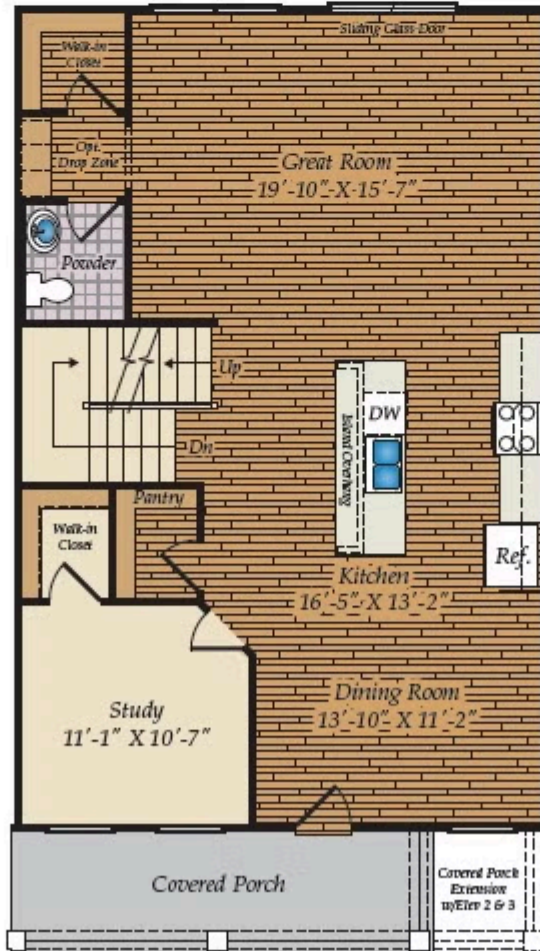 Sliding Glass Door
Walk-in
Closet
Opt.
Drop Zone
Great Room
19'-10" X 15'-7"
Powder
Up
DW
Island Overhang
Dn
Pantry
Walk-in
Closet
Ref.
Kitchen
16'-5" X 13'-2"
Dining Room
13'-10" X 11'-2"
Study
11'-1" X 10'-7"
Covered Porch
Covered Porch
Extension
w/Elev 2 & 3